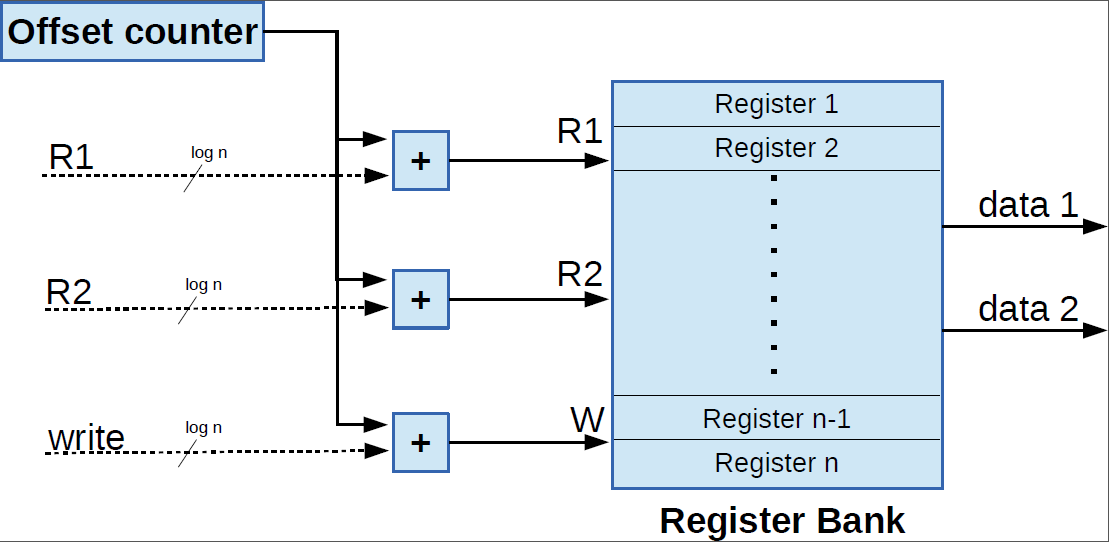 Offset counter
R1
log n
+
R1
R2
log n
+
R2
write
log n
+
W
Register 1
Register 2
Register n-1
Register n
data 1
data 2
Register Bank